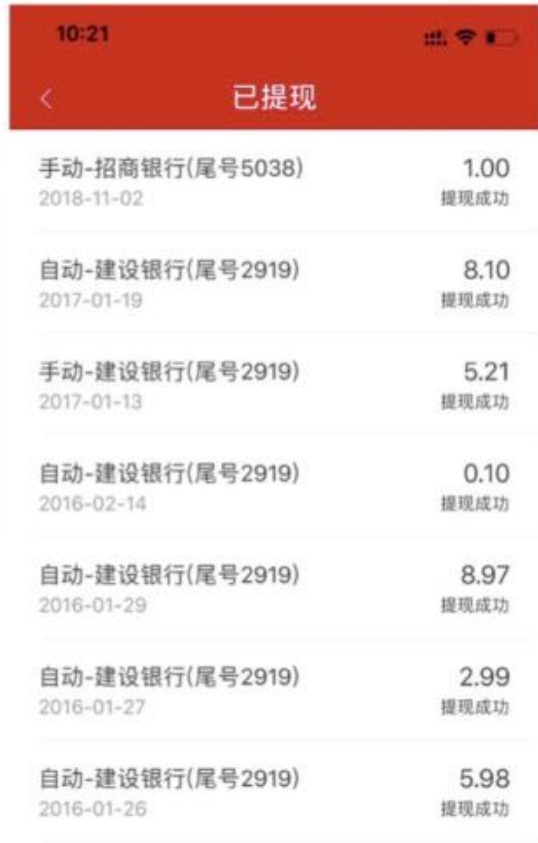 10:21
已提现
手动-招商银行(尾号5038) 1.00
2018-11-02 提现成功
自动-建设银行(尾号2919) 8.10
2017-01-19 提现成功
手动-建设银行(尾号2919) 5.21
2017-01-13 提现成功
自动-建设银行(尾号2919) 0.10
2016-02-14 提现成功
自动-建设银行(尾号2919) 8.97
2016-01-29 提现成功
自动-建设银行(尾号2919) 2.99
2016-01-27 提现成功
自动-建设银行(尾号2919) 5.98
2016-01-26 提现成功